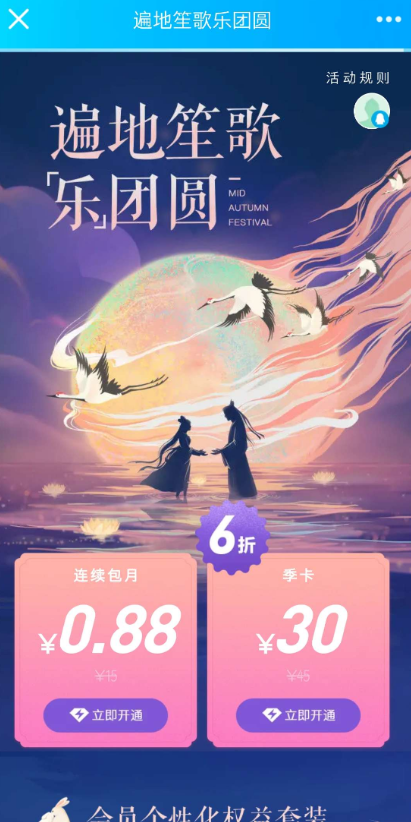 遍地笙歌乐团圆
活动规则
遍地笙歌
「乐」团圆
MID
AUTUMN
FESTIVAL
6折
连续包月
¥0.88
¥15
立即开通
季卡
¥30
¥45
立即开通
会员个性化权益套装